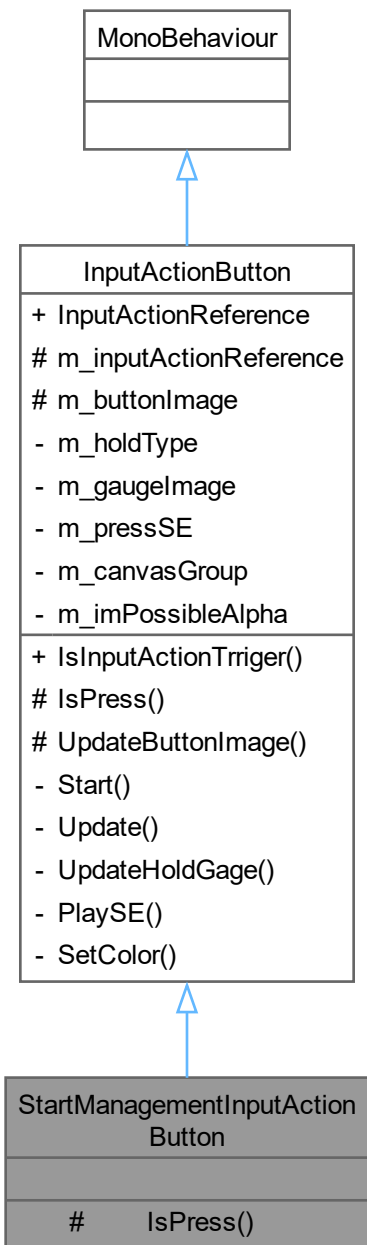 MonoBehaviour
InputActionButton
+ InputActionReference
# m_inputActionReference
# m_buttonImage
- m_holdType
- m_gaugeImage
- m_pressSE
- m_canvasGroup
- m_imPossibleAlpha
+ IsInputActionTrriger()
# IsPress()
# UpdateButtonImage()
- Start()
- Update()
- UpdateHoldGage()
- PlaySE()
- SetColor()
StartManagementInputAction
Button
# IsPress()